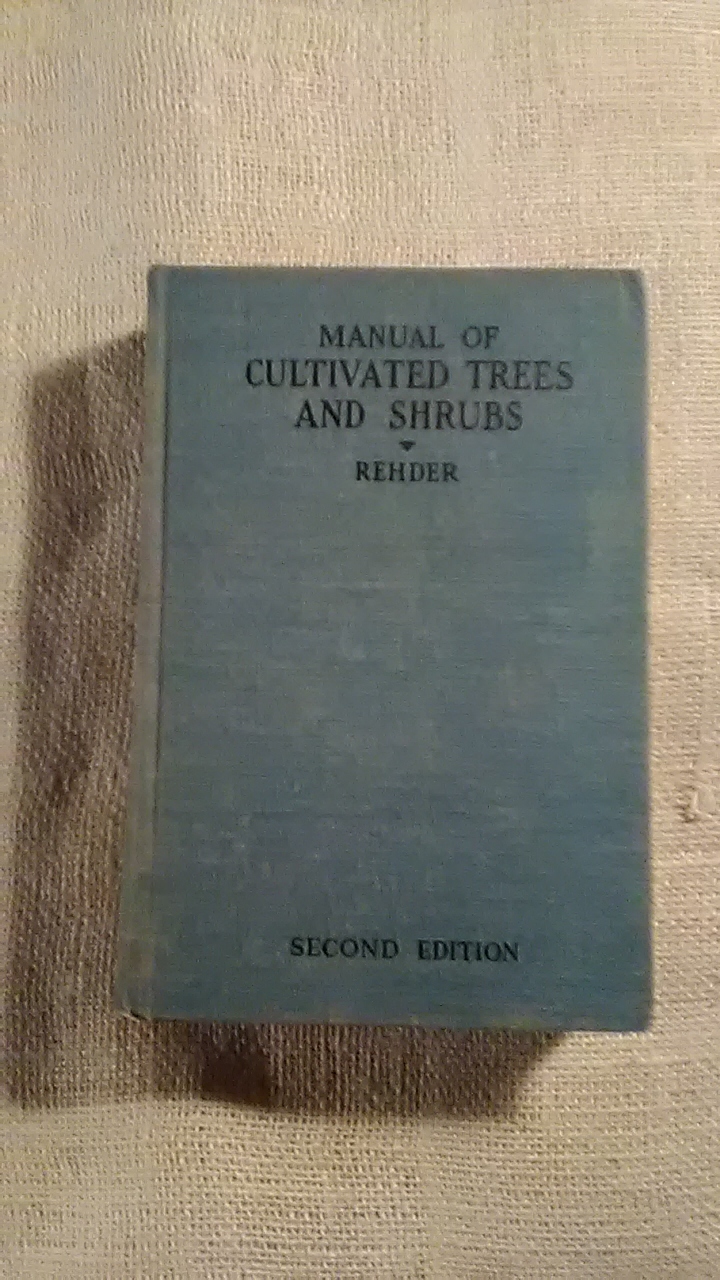 MANUAL OF
CULTIVATED TREES
AND SHRUBS
REHDER
SECOND EDITION